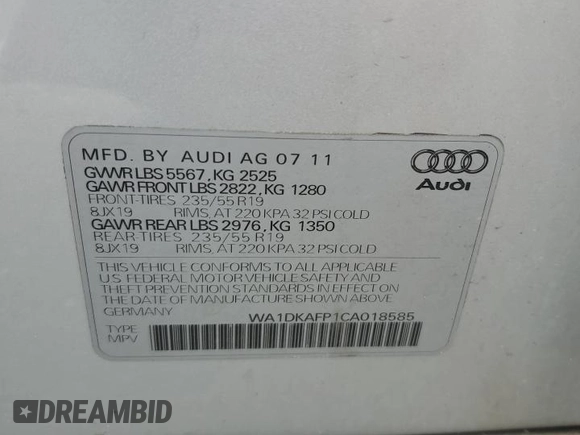 MFD. BY AUDI AG 07 11
GVWR LBS 5567, KG 2525
GAWR FRONT LBS 2822, KG 1280
FRONT-TIRES 235/55 R19
8JX19 RIMS, AT 220 KPA 32 PSI COLD
GAWR REAR LBS 2976, KG 1350
REAR-TIRES 235/55 R19
8JX19 RIMS, AT 220 KPA 32 PSI COLD
THIS VEHICLE CONFORMS TO ALL APPLICABLE
U.S FEDERAL MOTOR VEHICLE SAFETY AND
THEFT PREVENTION STANDARDS IN EFFECT ON
THE DATE OF MANUFACTURE SHOWN ABOVE.
GERMANY WA1DKAFP1CA018585
TYPE
MPV
Audi
DREAMBID